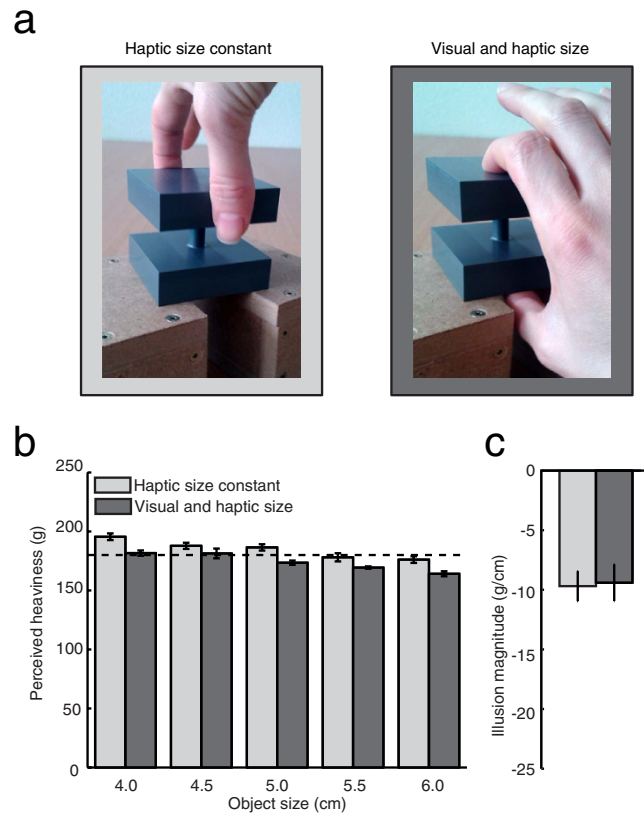 a
Haptic size constant
Visual and haptic size
b
Perceived heaviness (g)
250
200
150
100
50
0
Haptic size constant
Visual and haptic size
4.0
4.5
5.0
5.5
6.0
Object size (cm)
c
Illusion magnitude (g/cm)
0
-5
-10
-15
-20
-25